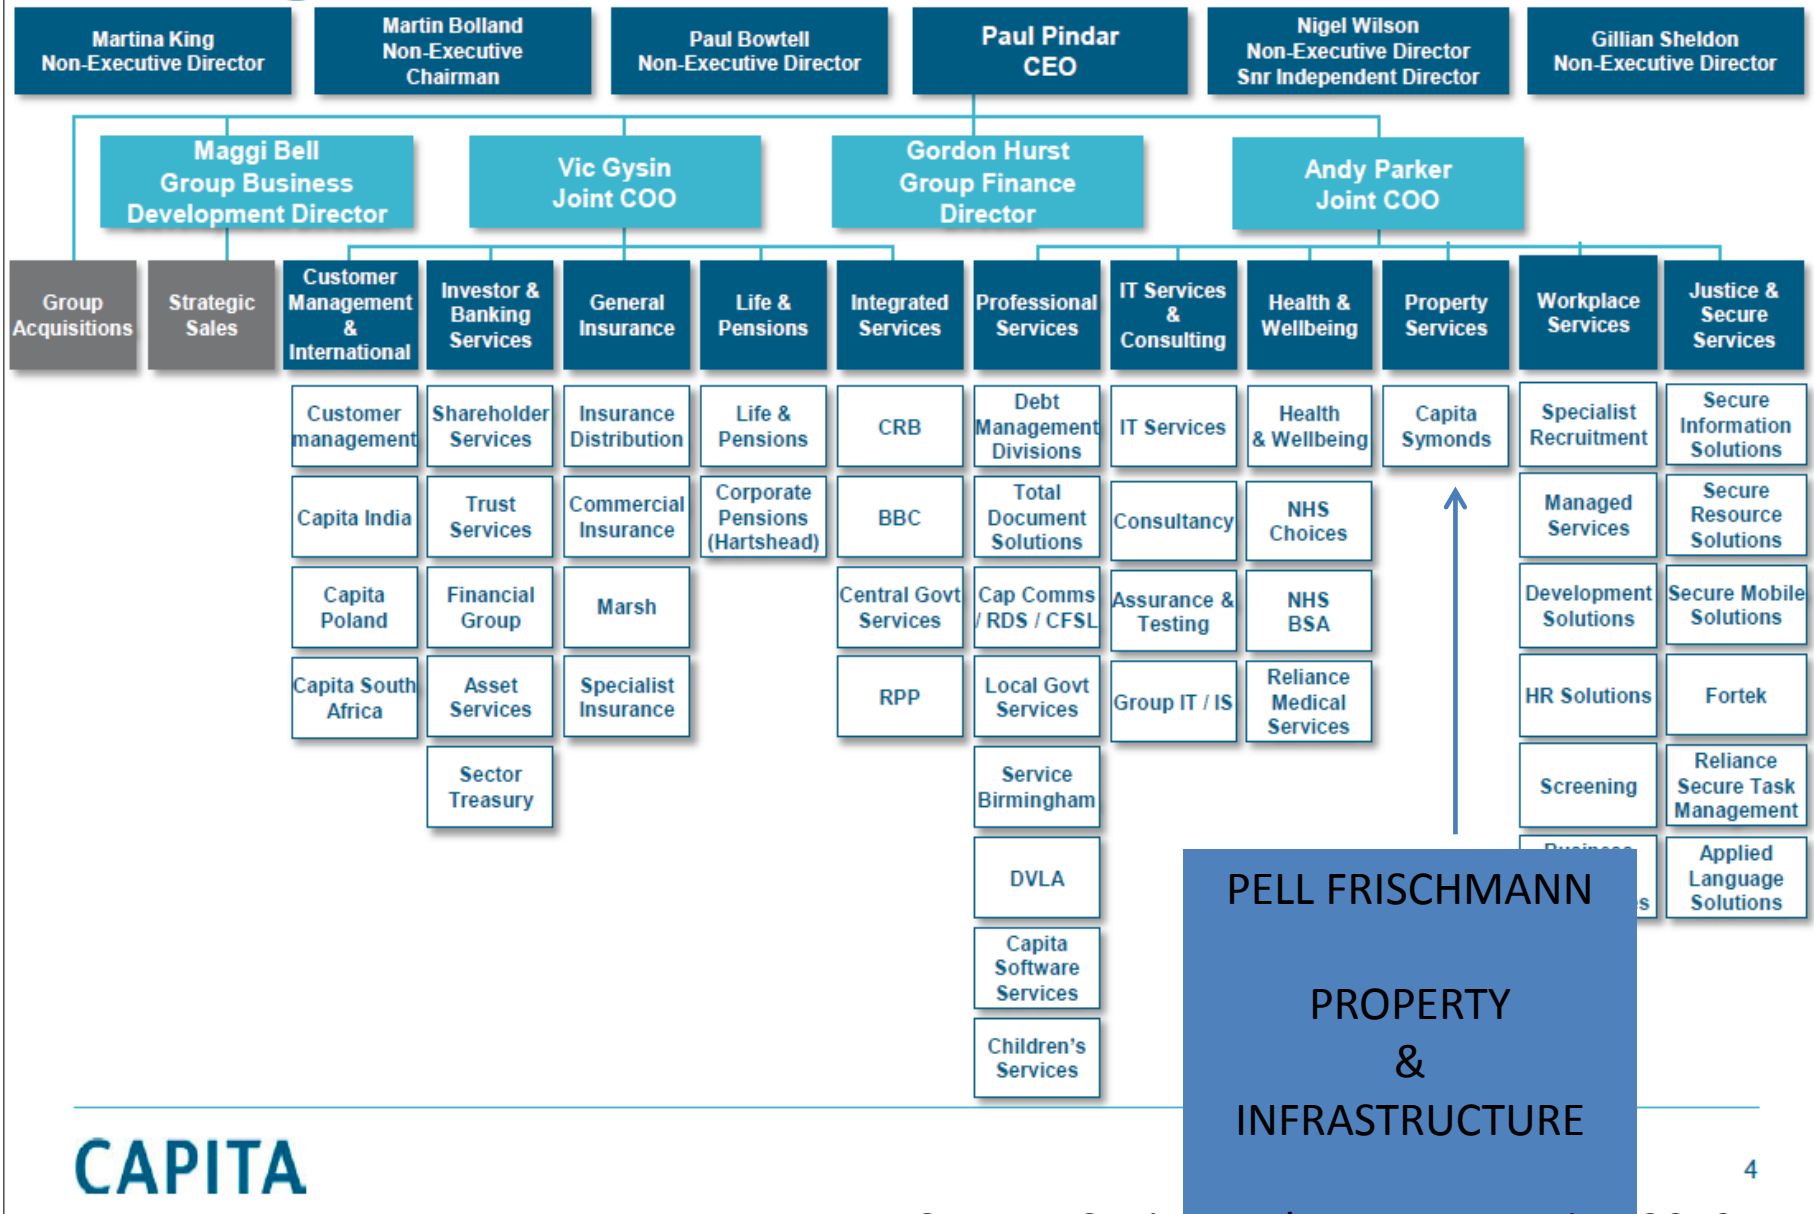 Martina King
Non-Executive Director
Martin Bolland
Non-Executive
Chairman
Paul Bowtell
Non-Executive Director
Paul Pindar
CEO
Nigel Wilson
Non-Executive Director
Snr Independent Director
Gillian Sheldon
Non-Executive Director
Maggi Bell
Group Business
Development Director
Vic Gysin
Joint COO
Gordon Hurst
Group Finance
Director
Andy Parker
Joint COO
Group
Acquisitions
Strategic
Sales
Customer
Management
&
International
Investor &
Banking
Services
General
Insurance
Life &
Pensions
Integrated
Services
Professional
Services
IT Services
&
Consulting
Health &
Wellbeing
Property
Services
Workplace
Services
Justice &
Secure
Services
Customer
management
Capita India
Capita
Poland
Capita South
Africa
Shareholder
Services
Trust
Services
Financial
Group
Asset
Services
Sector
Treasury
Insurance
Distribution
Commercial
Insurance
Marsh
Specialist
Insurance
Life &
Pensions
Corporate
Pensions
(Hartshead)
CRB
BBC
Central Govt
Services
RPP
Debt
Management
Divisions
Total
Document
Solutions
Cap Comms
/ RDS / CFSL
Local Govt
Services
Service
Birmingham
DVLA
Capita
Software
Services
Children's
Services
IT Services
Consultancy
Assurance &
Testing
Group IT / IS
Health
& Wellbeing
NHS
Choices
NHS
BSA
Reliance
Medical
Services
Capita
Symonds
Specialist
Recruitment
Managed
Services
Development
Solutions
HR Solutions
Screening
Secure
Information
Solutions
Secure
Resource
Solutions
Secure Mobile
Solutions
Fortek
Reliance
Secure Task
Management
Applied
Language
Solutions
PELL FRISCHMANN
PROPERTY
&
INFRASTRUCTURE
CAPITA
4